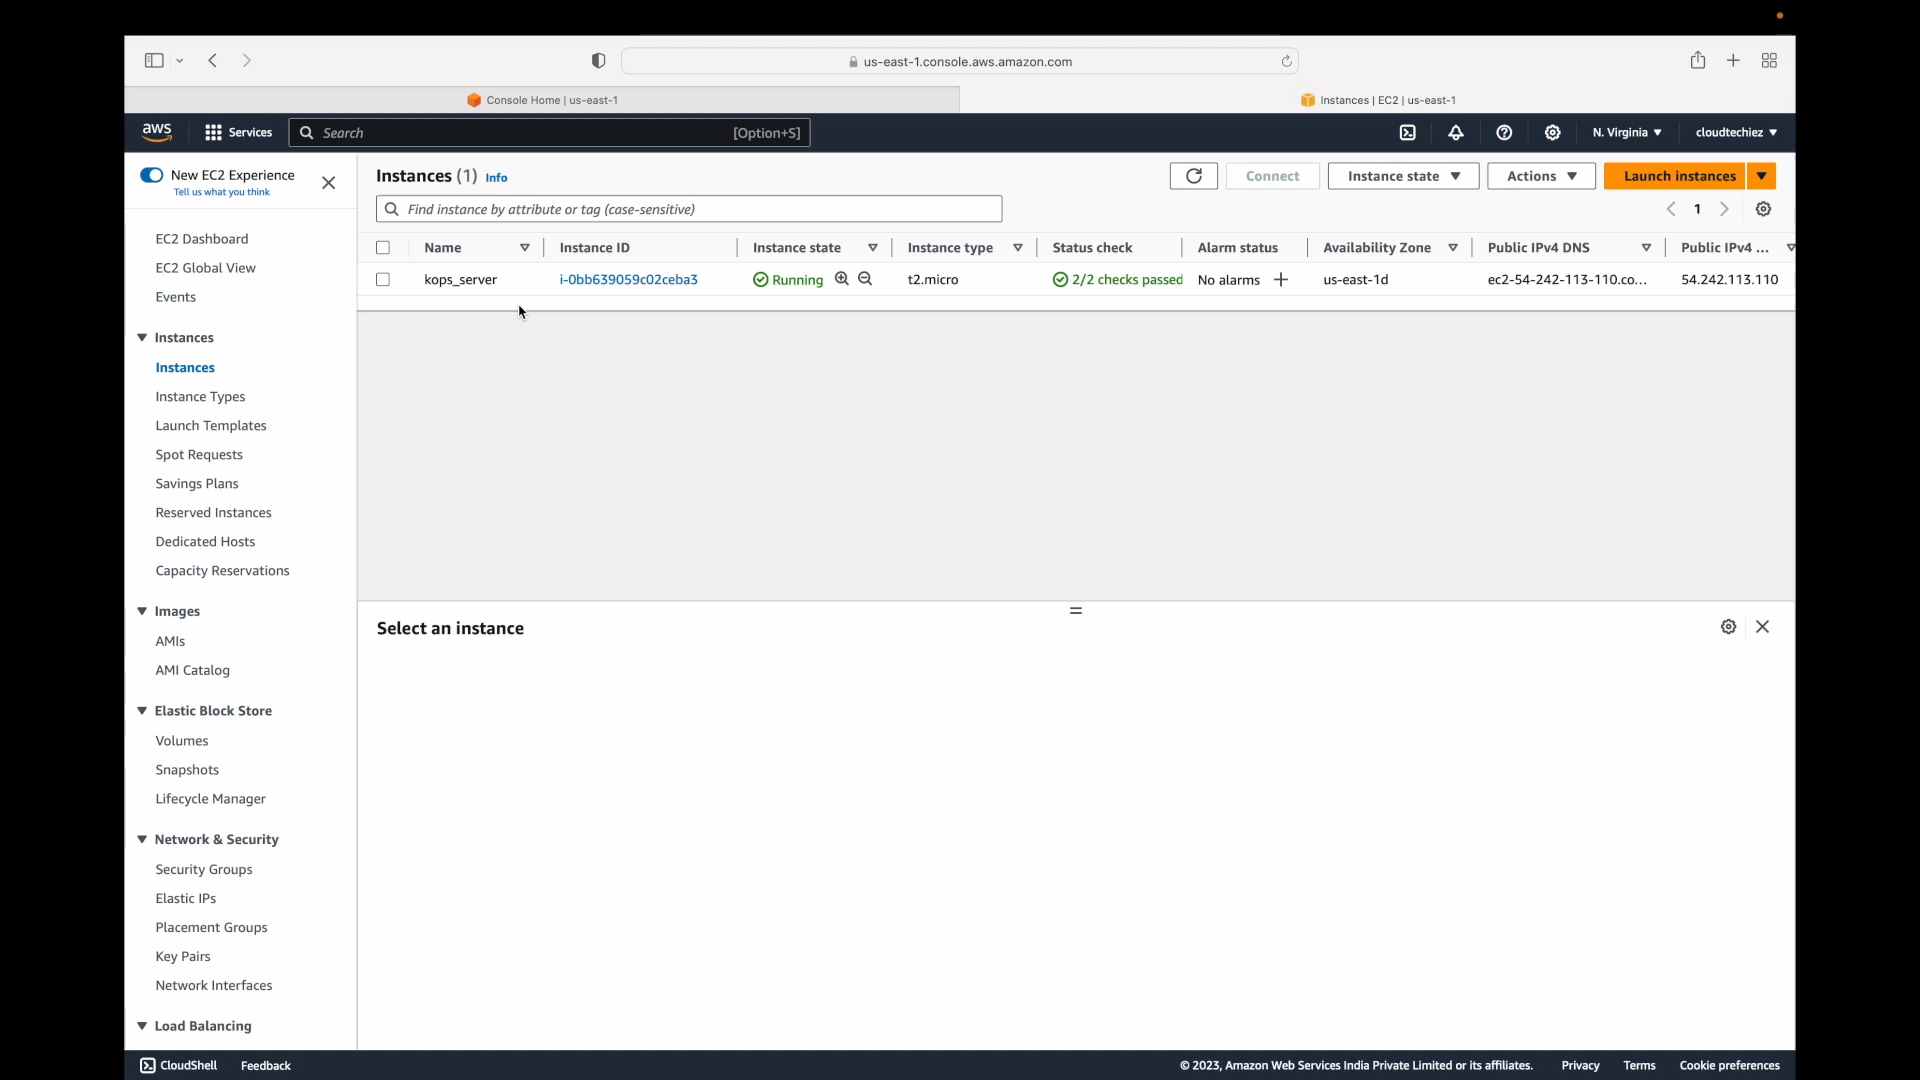 us-east-1.console.aws.amazon.com
Console Home | us-east-1
Instances | EC2 | us-east-1
aws
Services
Search
[Option+S]
N. Virginia
cloudtechiez
New EC2 Experience
Tell us what you think
EC2 Dashboard
EC2 Global View
Events
Instances
Instances
Instance Types
Launch Templates
Spot Requests
Savings Plans
Reserved Instances
Dedicated Hosts
Capacity Reservations
Images
AMIs
AMI Catalog
Elastic Block Store
Volumes
Snapshots
Lifecycle Manager
Network & Security
Security Groups
Elastic IPs
Placement Groups
Key Pairs
Network Interfaces
Load Balancing
Instances (1) Info
Connect
Instance state
Actions
Launch instances
Find instance by attribute or tag (case-sensitive)
1
Name Instance ID Instance state Instance type Status check Alarm status Availability Zone Public IPv4 DNS Public IPv4 ...
kops_server i-0bb639059c02ceba3 Running t2.micro 2/2 checks passed No alarms + us-east-1d ec2-54-242-113-110.co... 54.242.113.110
Select an instance
CloudShell
Feedback
© 2023, Amazon Web Services India Private Limited or its affiliates.
Privacy
Terms
Cookie preferences